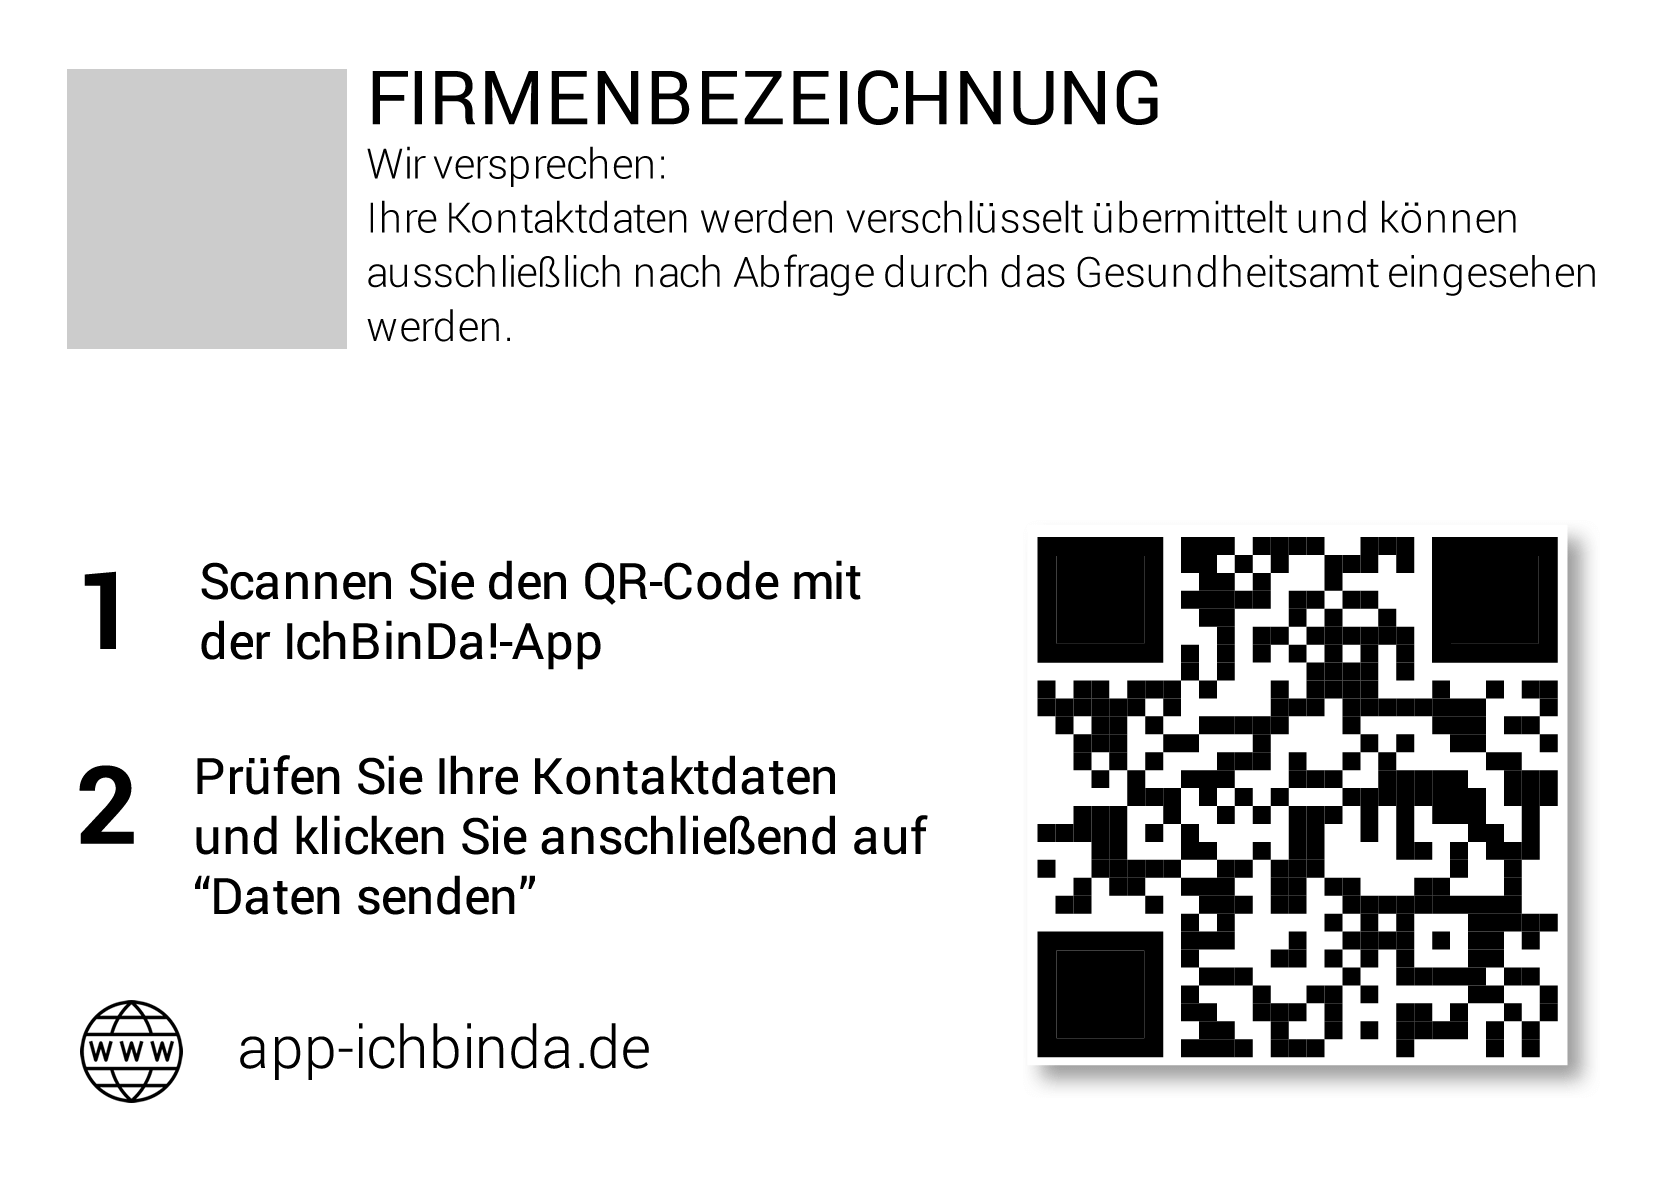 FIRMENBEZEICHNUNG
Wir versprechen:
Ihre Kontaktdaten werden verschlüsselt übermittelt und können
ausschließlich nach Abfrage durch das Gesundheitsamt eingesehen
werden.
1
Scannen Sie den QR-Code mit
der IchBinDa!-App
2
Prüfen Sie Ihre Kontaktdaten
und klicken Sie anschließend auf
“Daten senden”
WWW
app-ichbinda.de